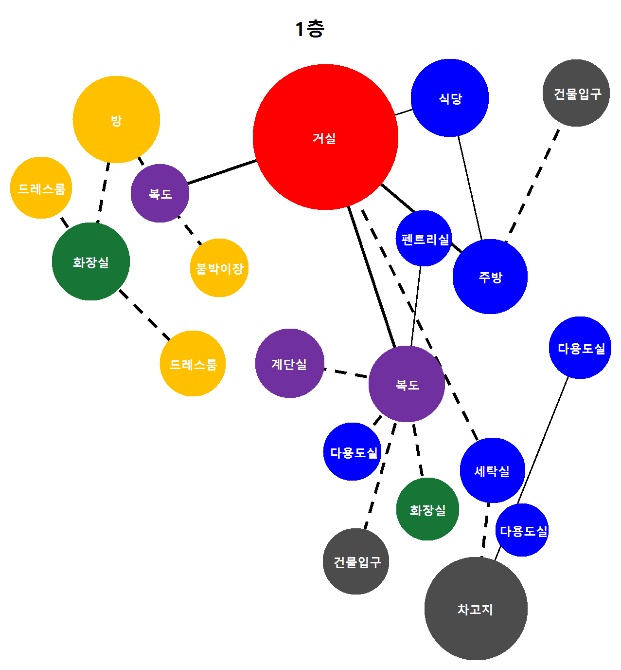 1층
거실
식당
건물입구
방
드레스룸
복도
펜트리실
화장실
붙박이장
주방
드레스룸
계단실
복도
다용도실
다용도실
세탁실
화장실
다용도실
건물입구
차고지